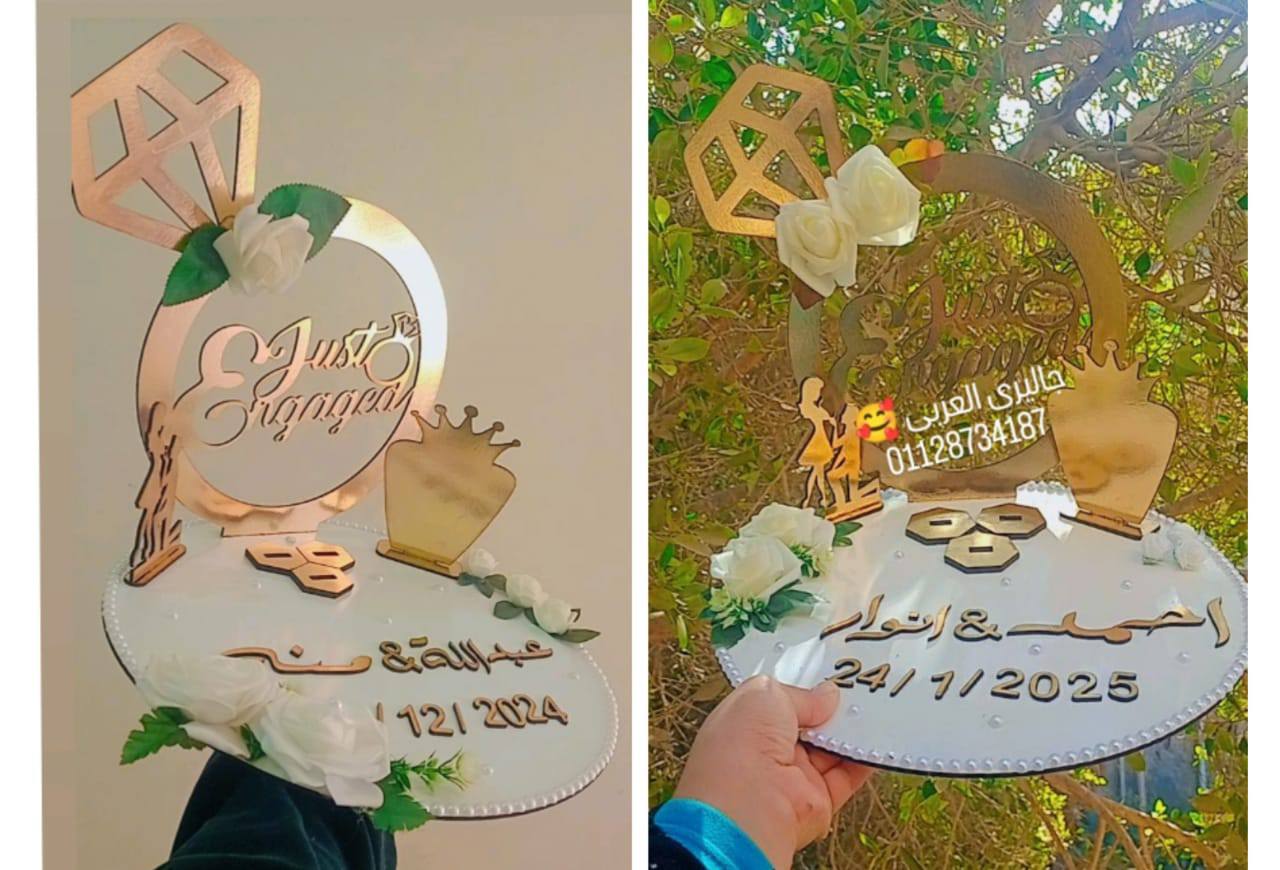 Just
Engaged
عبدالله & منه
/ 12 / 2024
Just
Engaged
جاليرى العربى 🥰
01128734187
احمد & انوار
24 / 1 / 2025